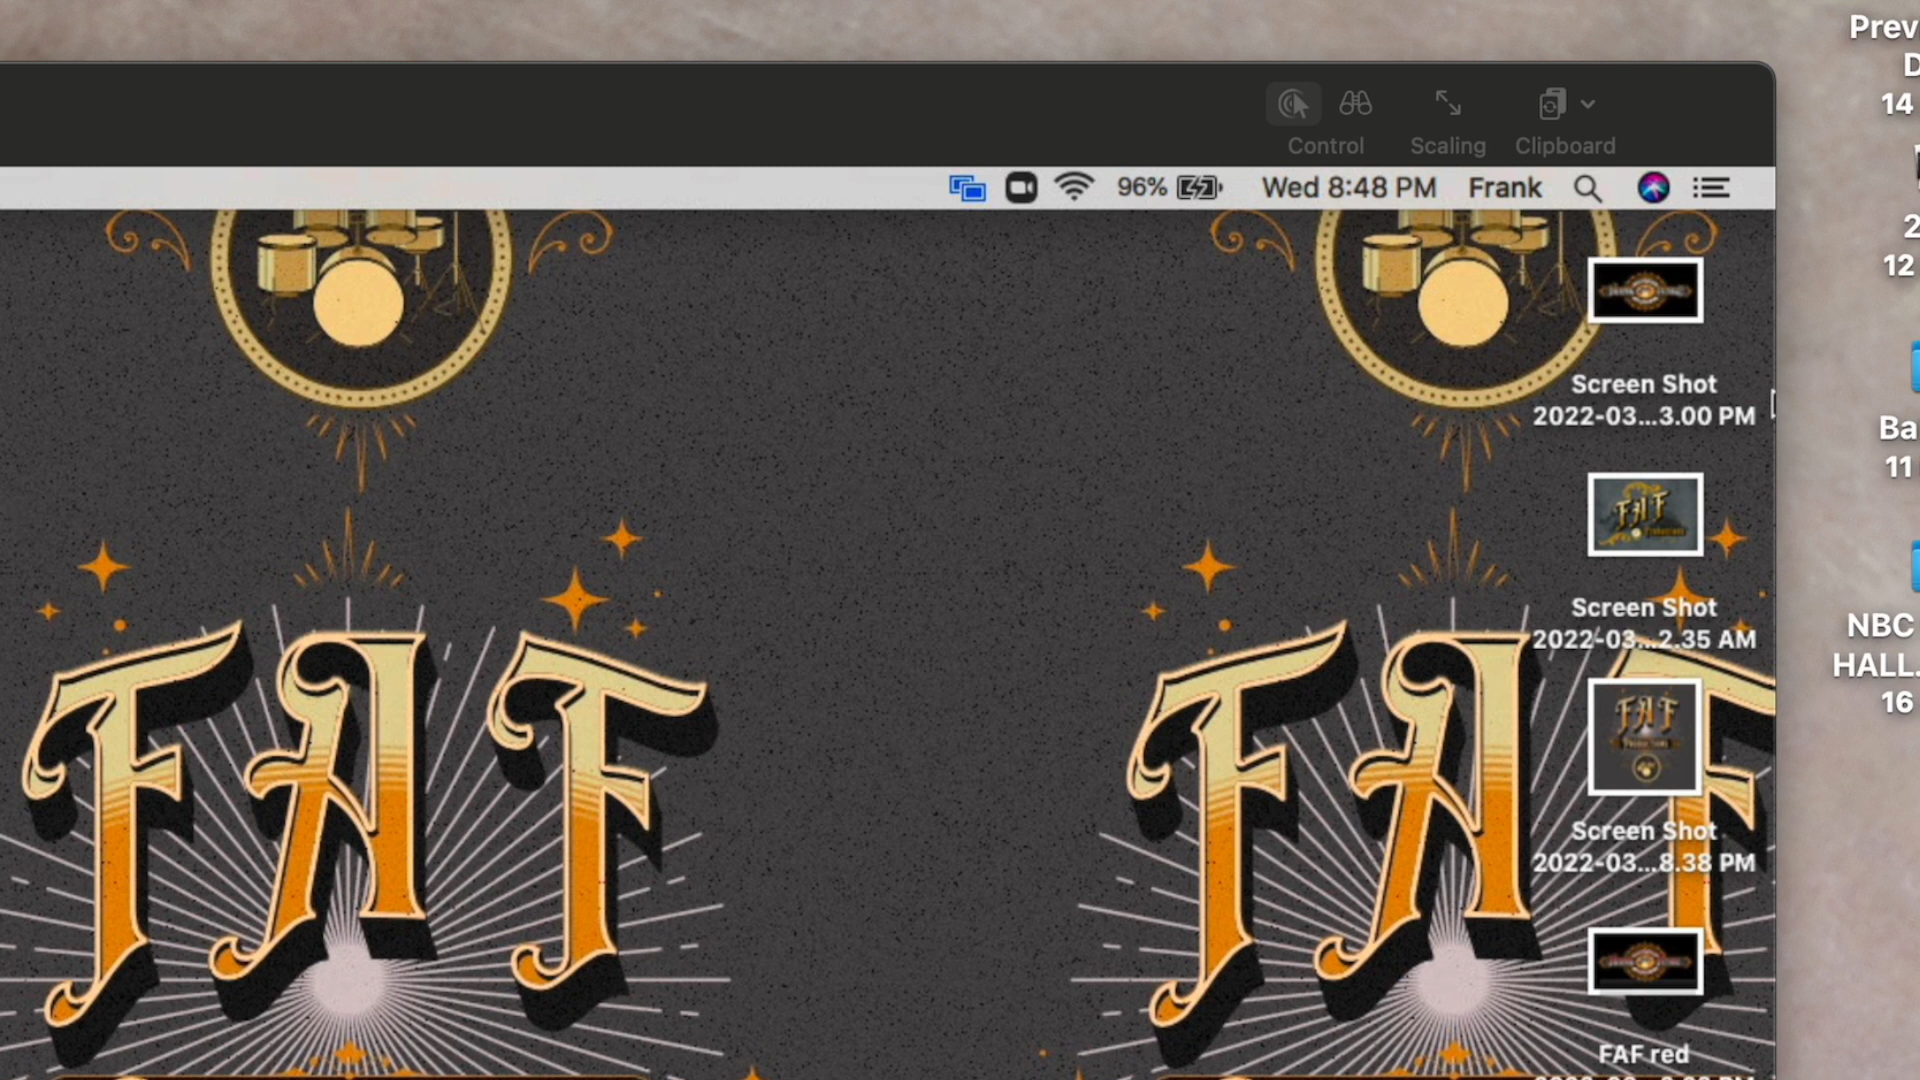 Control
Scaling
Clipboard
96%
Wed 8:48 PM
Frank
Screen Shot
2022-03...3.00 PM
Screen Shot
2022-03...2.35 AM
Screen Shot
2022-03...8.38 PM
FAF red
FAF
FAF
FAF
FAF
Prev
D
14
2
12
Ba
11
NBC
HALL.
16